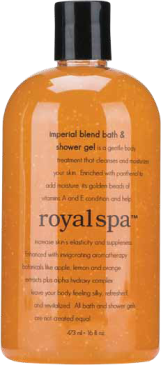 imperial blend bath &
shower gel is a gentle body
treatment that cleanses and moisturizes
your skin. Enriched with panthenol to
add moisture, its golden beads of
vitamins A and E condition and help
royalspa™
increase skin's elasticity and suppleness.
Enhanced with invigorating aromatherapy
botanicals like apple, lemon and orange
extracts plus alpha hydroxy complex
leave your body feeling silky, refreshed,
and revitalized. All bath and shower gels
are not created equal.
473 ml • 16 fl oz